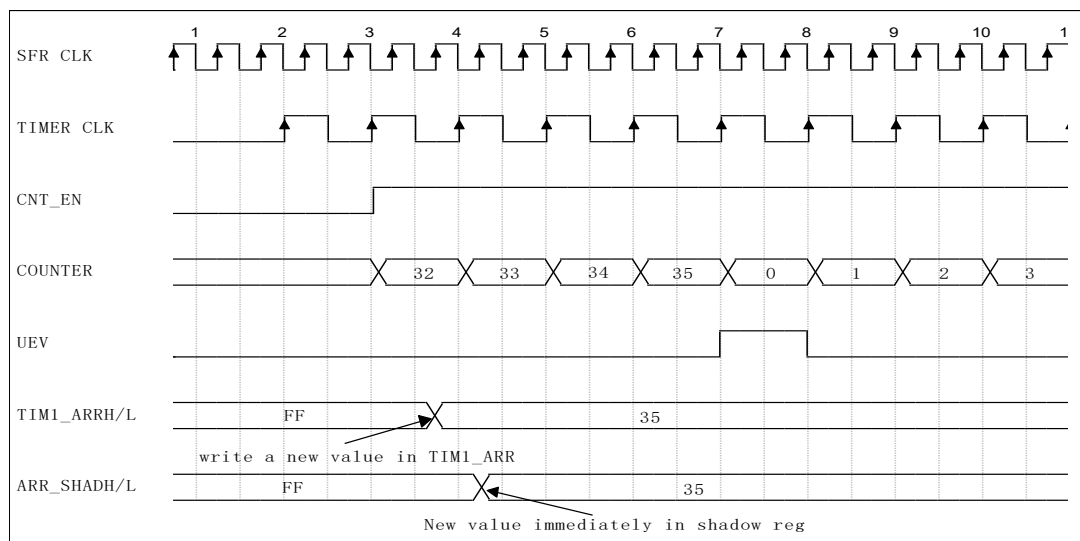 1 2 3 4 5 6 7 8 9 10 1
SFR CLK
TIMER CLK
CNT_EN
COUNTER 32 33 34 35 0 1 2 3
UEV
TIM1_ARRH/L FF 35
write a new value in TIM1_ARR
ARR_SHADH/L FF 35
New value immediately in shadow reg